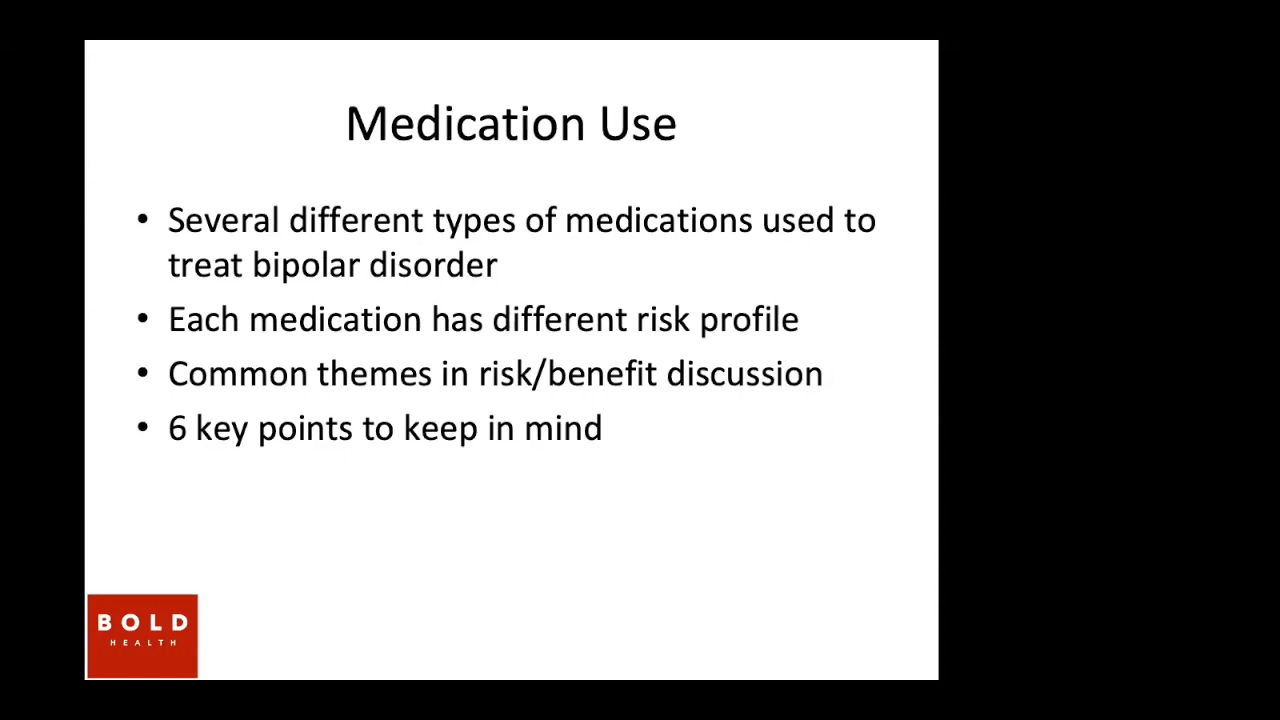 Medication Use
• Several different types of medications used to
treat bipolar disorder
• Each medication has different risk profile
• Common themes in risk/benefit discussion
• 6 key points to keep in mind
BOLD
HEALTH